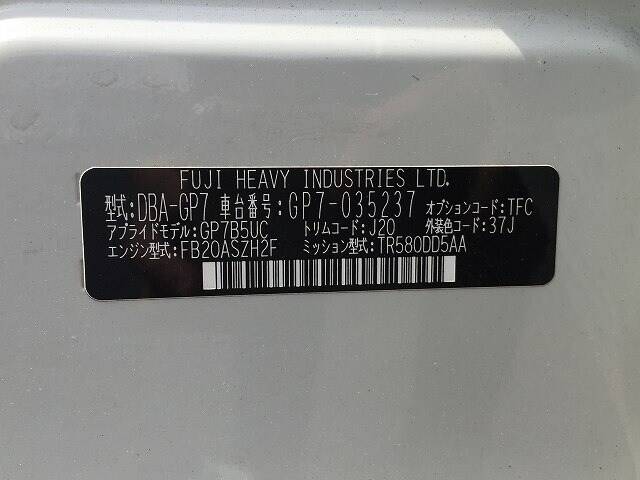 FUJI HEAVY INDUSTRIES LTD.
型式:DBA-GP7 車台番号:GP7-035237 オプションコード:TFC
アプライドモデル:GP7B5UC トリムコード:J20 外装色コード:37J
エンジン型式:FB20ASZH2F ミッション型式:TR580DD5AA